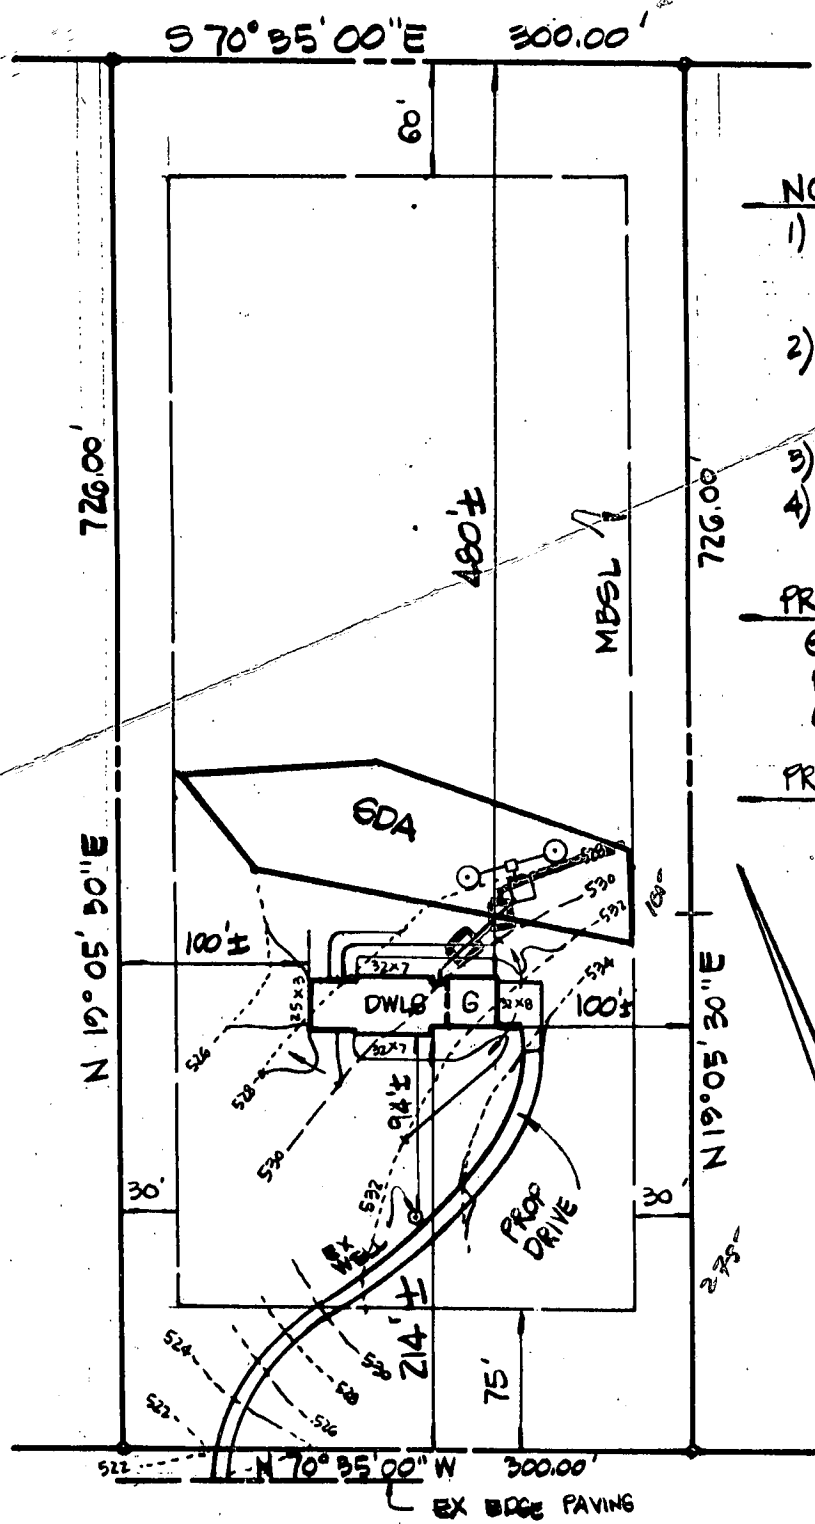 S 70° 35' 00" E 300.00'
60'
NO
1)
2)
3)
4)
726.00'
480'±
MBSL
726.00'
PR
PR
SDA
528
530
532
534
100'±
25x3
32x7
DWLG
G
32x8
100'±
N 19° 05' 30" E
N 19° 05' 30" E
526
528
530
532
32x7
94'±
30'
30'
EX
WELL
PROP
DRIVE
214'±
75'
524
522
530
528
526
522
N 70° 35' 00" W 300.00'
EX EDGE PAVING